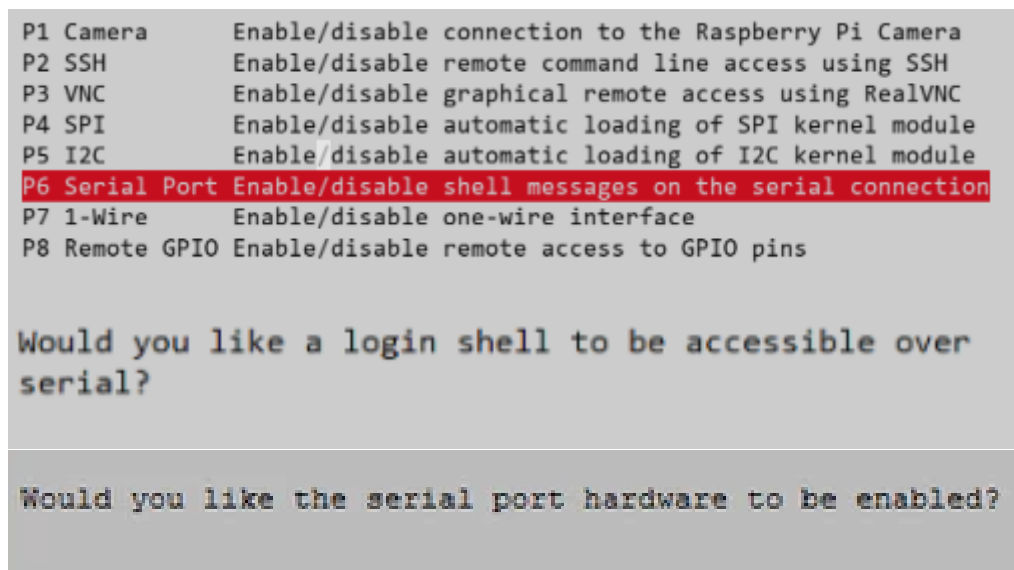 P1 Camera Enable/disable connection to the Raspberry Pi Camera
P2 SSH Enable/disable remote command line access using SSH
P3 VNC Enable/disable graphical remote access using RealVNC
P4 SPI Enable/disable automatic loading of SPI kernel module
P5 I2C Enable/disable automatic loading of I2C kernel module
P6 Serial Port Enable/disable shell messages on the serial connection
P7 1-Wire Enable/disable one-wire interface
P8 Remote GPIO Enable/disable remote access to GPIO pins
Would you like a login shell to be accessible over
serial?
Would you like the serial port hardware to be enabled?